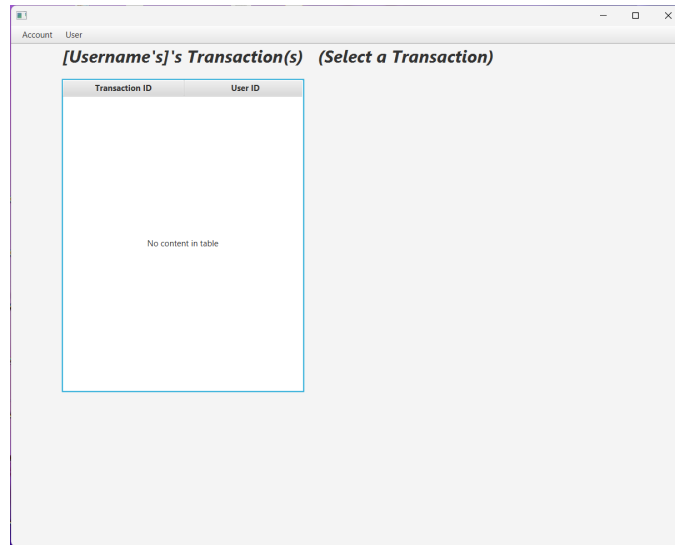 Account User
[Username's]'s Transaction(s) (Select a Transaction)
Transaction ID User ID
No content in table